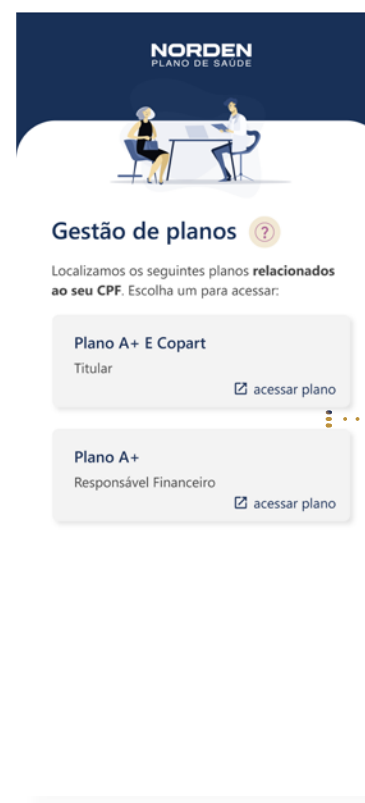 NORDEN
PLANO DE SAÚDE
Gestão de planos ?
Localizamos os seguintes planos relacionados
ao seu CPF. Escolha um para acessar:
Plano A+ E Copart
Titular
acessar plano
Plano A+
Responsável Financeiro
acessar plano